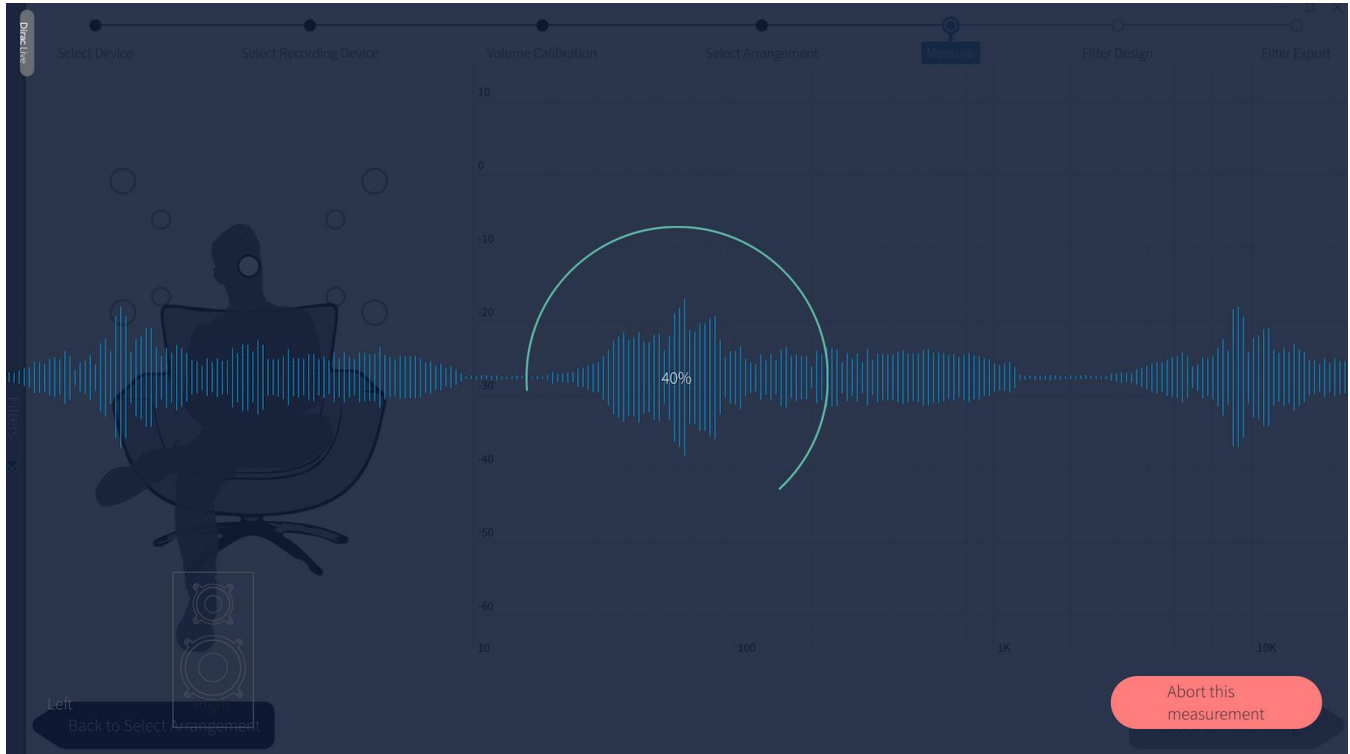 Dirac Live
Select Device
Select Recording Device
Volume Calibration
Select Arrangement
Measure
Filter Design
Filter Export
10
0
-10
-20
-30
-40
-50
-60
10
100
1K
10K
40%
Filters
Left
Right
Back to Select Arrangement
Abort this
measurement